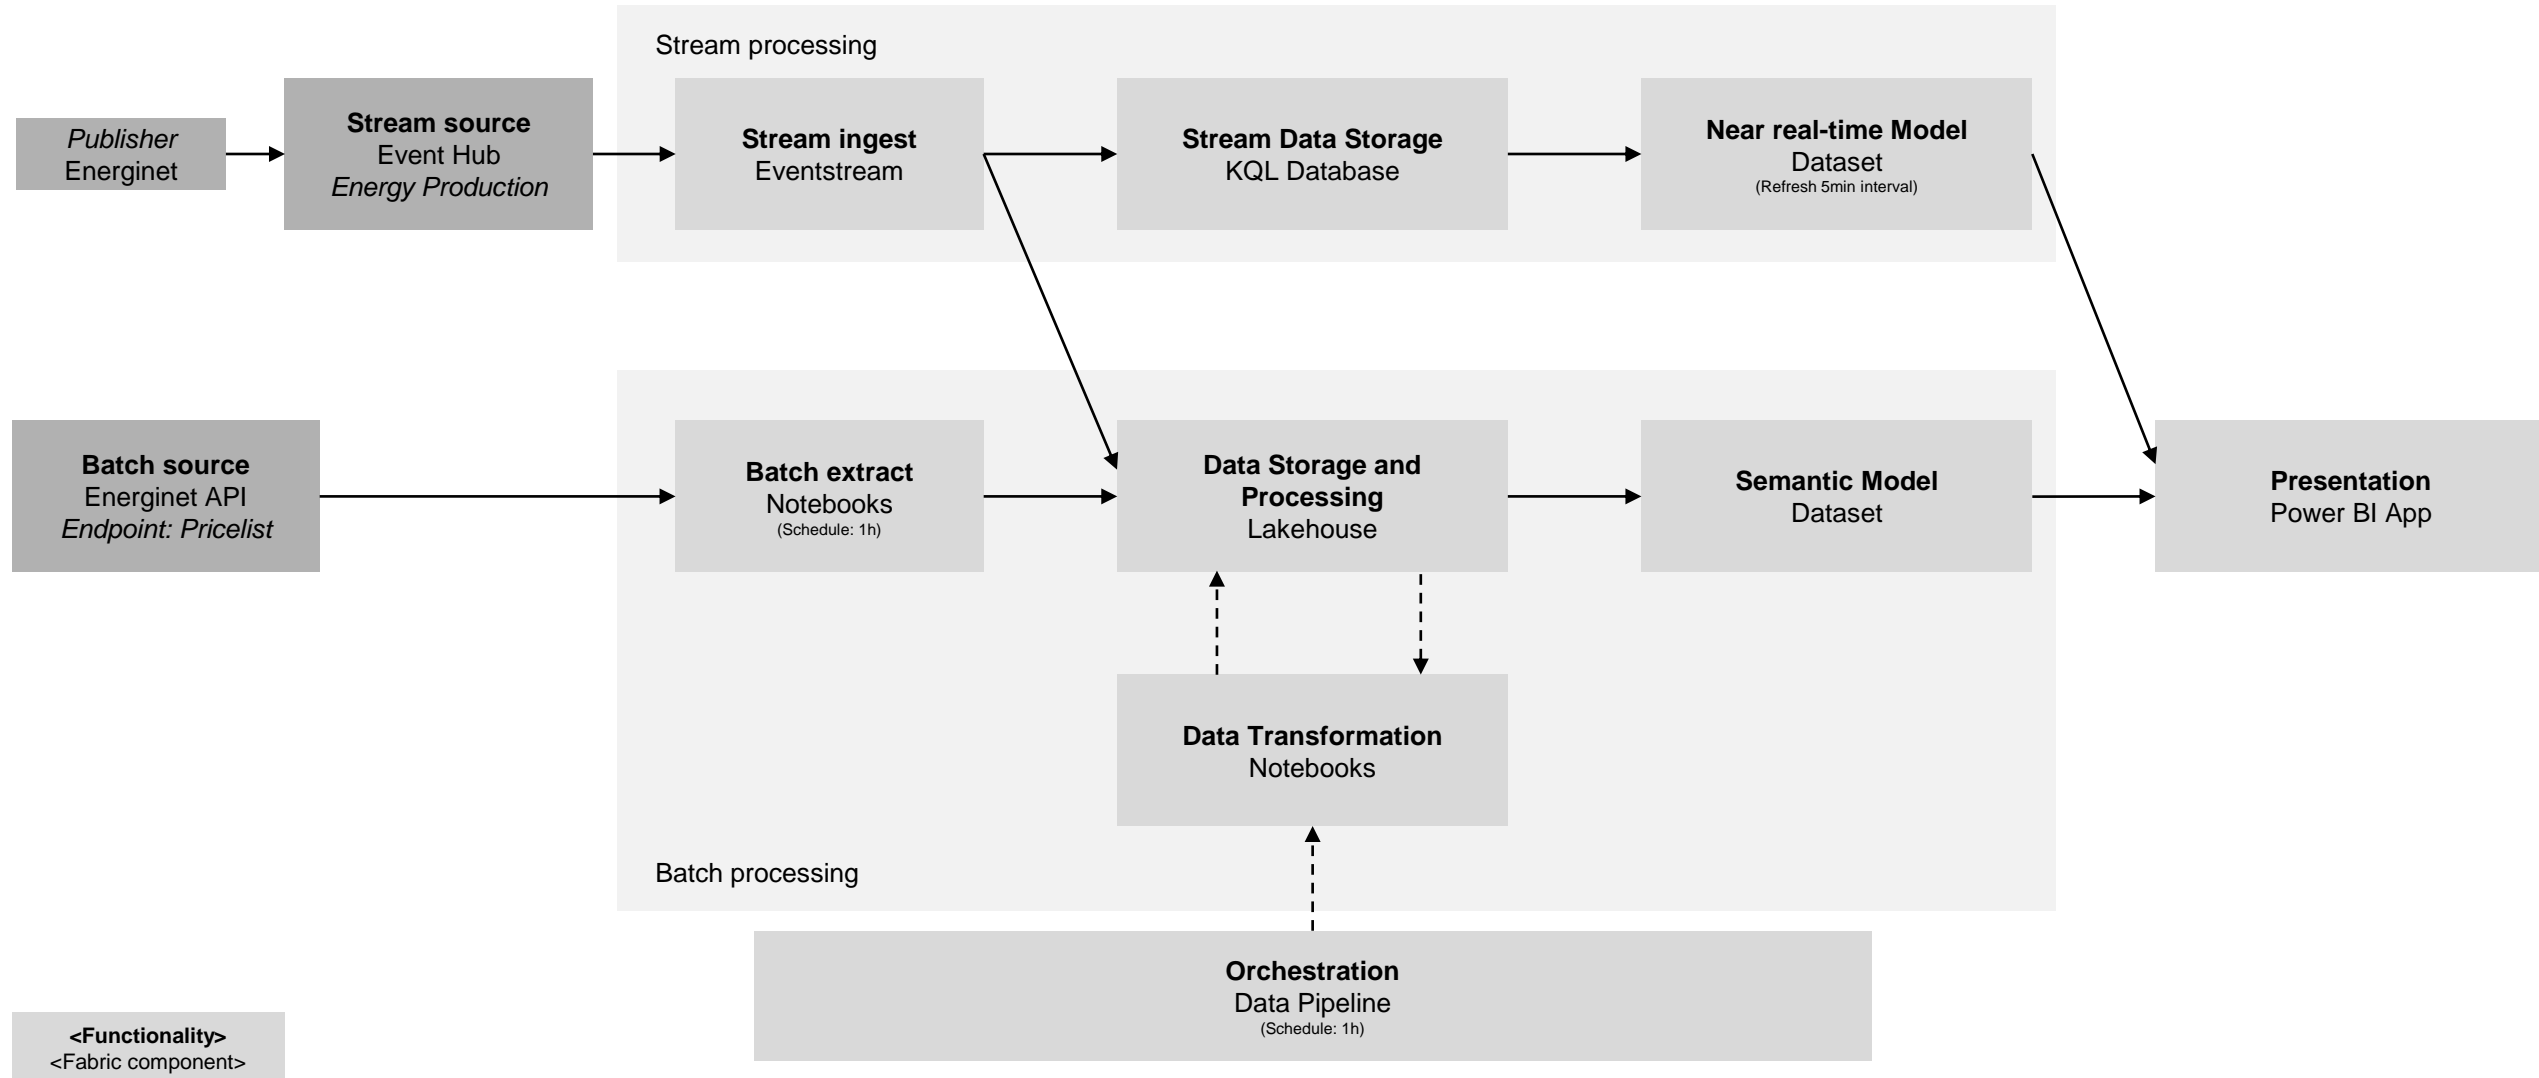 Stream processing
Publisher
Energinet
Stream source
Event Hub
Energy Production
Stream ingest
Eventstream
Stream Data Storage
KQL Database
Near real-time Model
Dataset
(Refresh 5min interval)
Batch source
Energinet API
Endpoint: Pricelist
Batch extract
Notebooks
(Schedule: 1h)
Data Storage and
Processing
Lakehouse
Semantic Model
Dataset
Presentation
Power BI App
Data Transformation
Notebooks
Batch processing
Orchestration
Data Pipeline
(Schedule: 1h)
<Functionality>
<Fabric component>